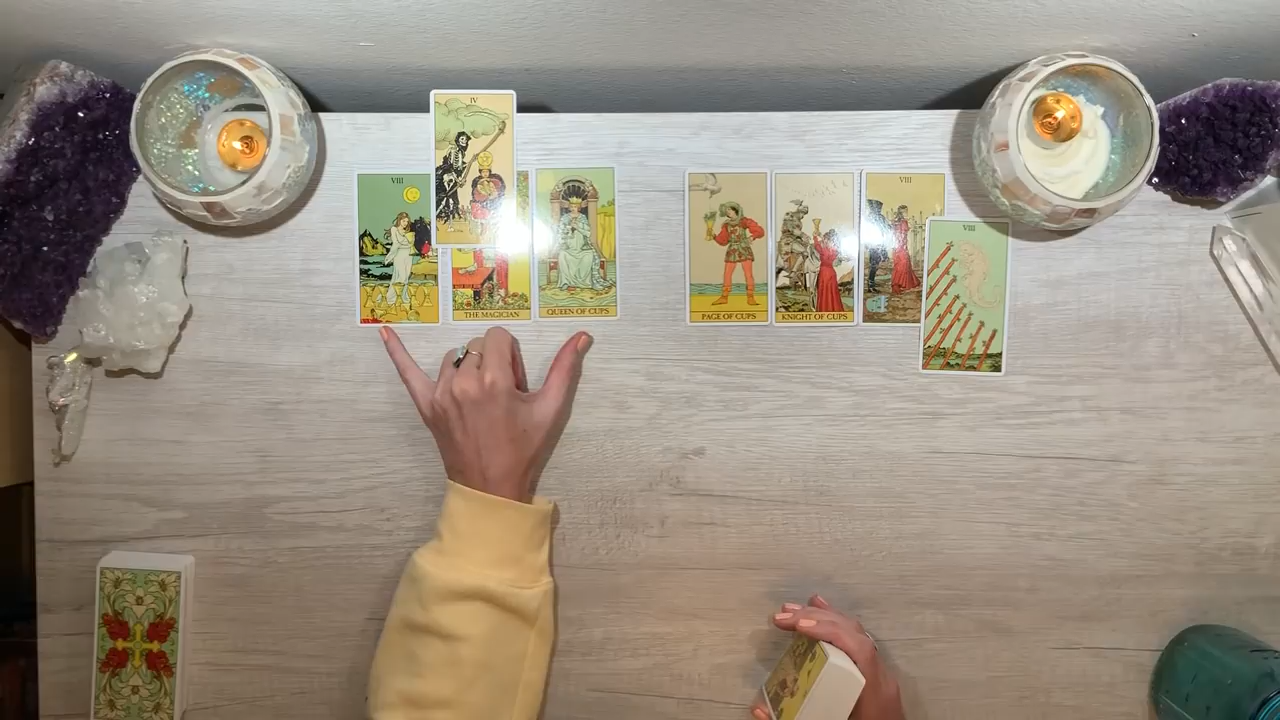 IV
VIII
THE MAGICIAN
QUEEN OF CUPS
PAGE OF CUPS
KNIGHT OF CUPS
VIII
VIII